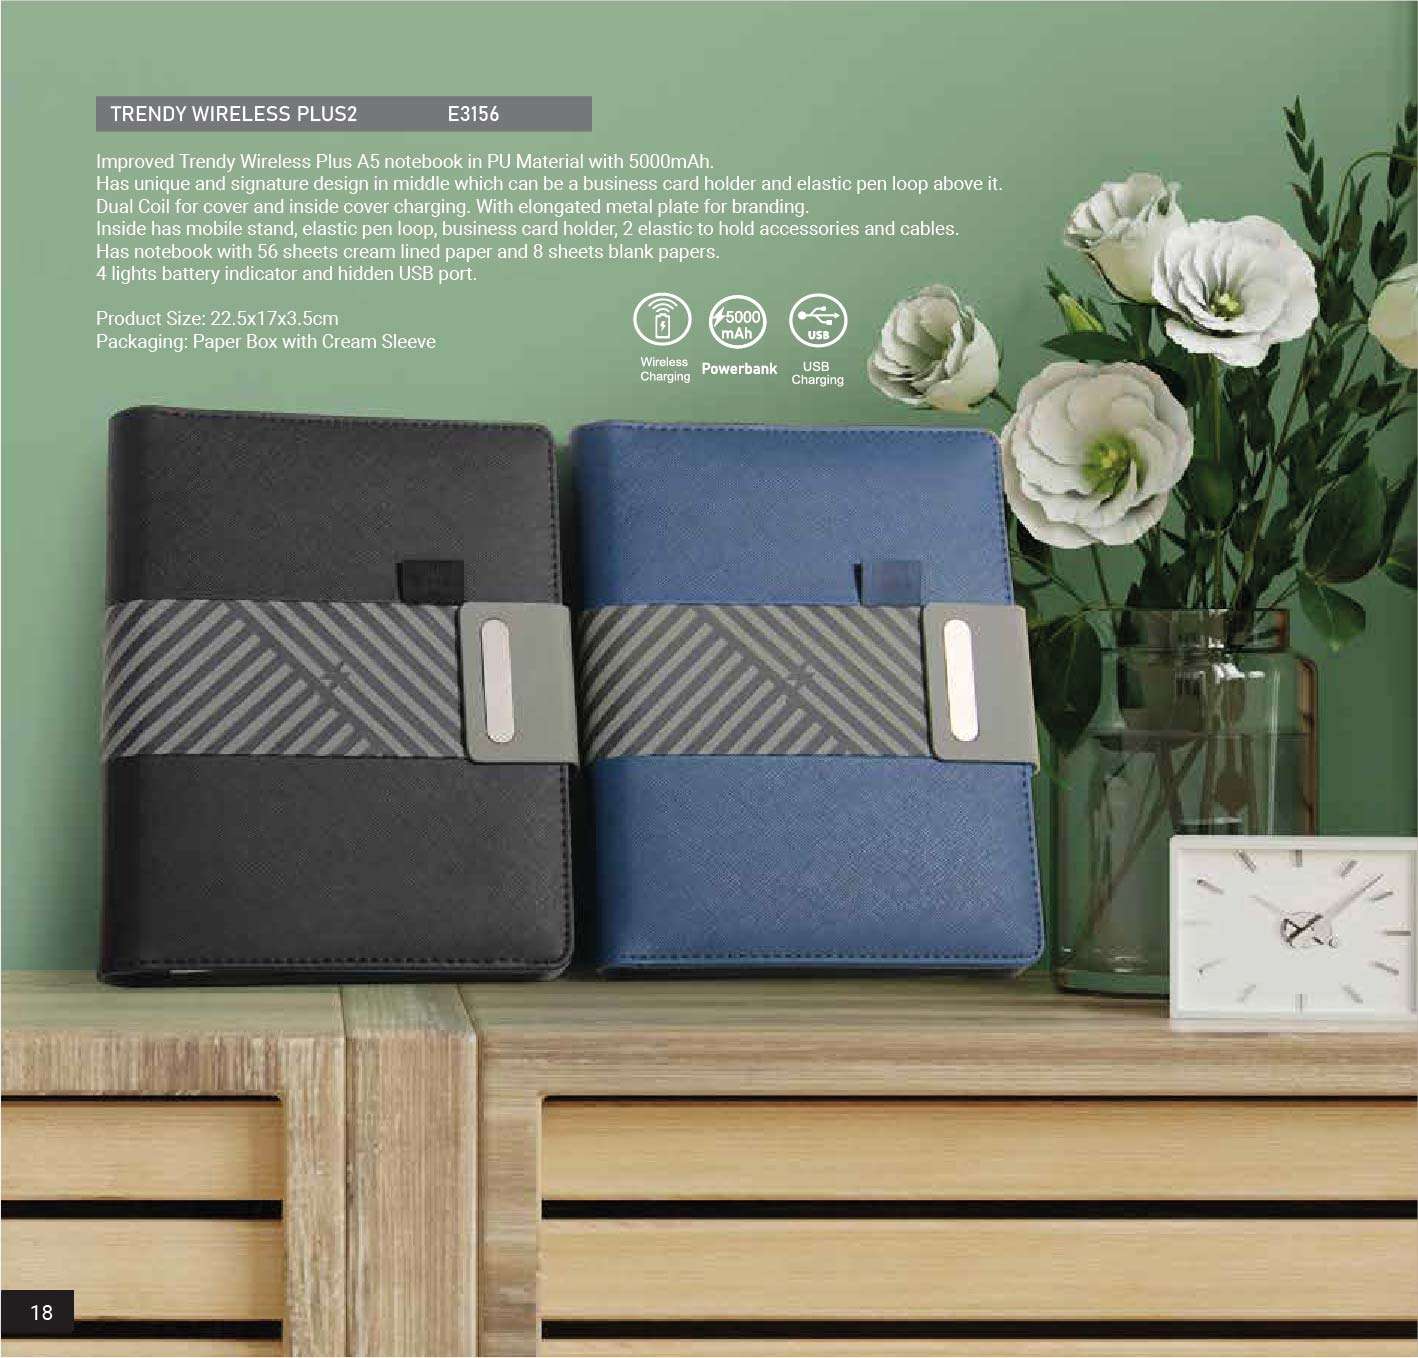 TRENDY WIRELESS PLUS2 E3156
Improved Trendy Wireless Plus A5 notebook in PU Material with 5000mAh.
Has unique and signature design in middle which can be a business card holder and elastic pen loop above it.
Dual Coil for cover and inside cover charging. With elongated metal plate for branding.
Inside has mobile stand, elastic pen loop, business card holder, 2 elastic to hold accessories and cables.
Has notebook with 56 sheets cream lined paper and 8 sheets blank papers.
4 lights battery indicator and hidden USB port.
Product Size: 22.5x17x3.5cm
Packaging: Paper Box with Cream Sleeve
5000
mAh
USB
Wireless
Charging
Powerbank
USB
Charging
18